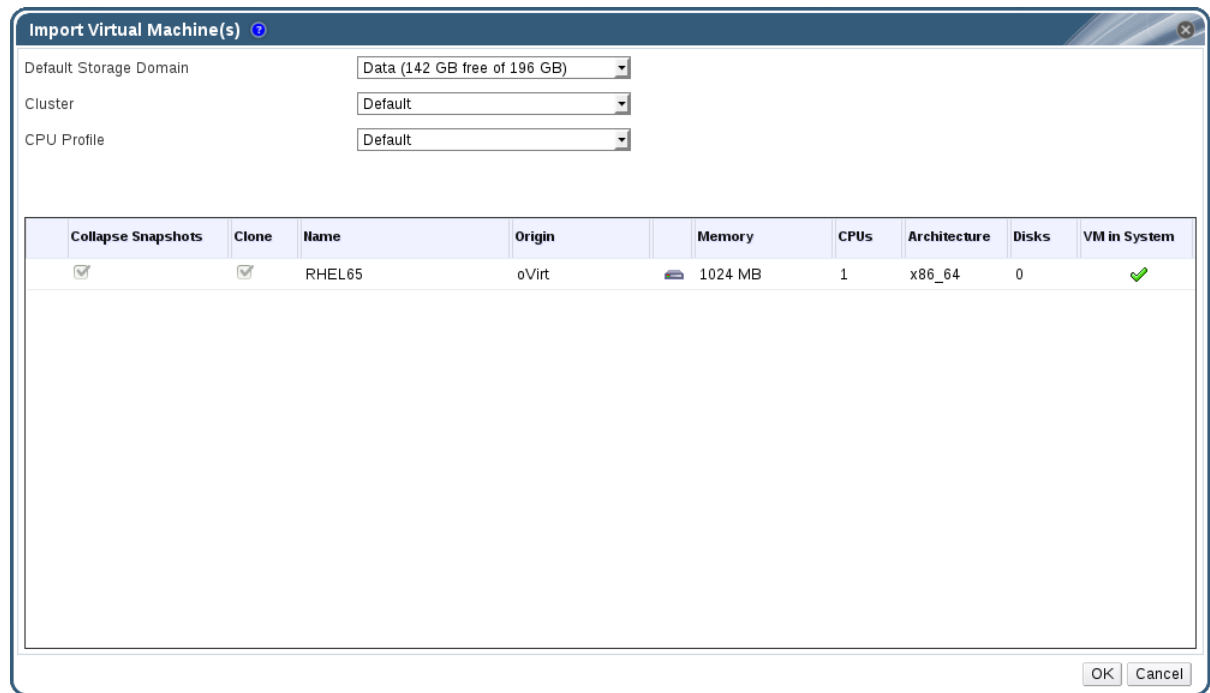 Import Virtual Machine(s) ?
Default Storage Domain Data (142 GB free of 196 GB)
Cluster Default
CPU Profile Default
Collapse Snapshots Clone Name Origin Memory CPUs Architecture Disks VM in System
RHEL65 oVirt 1024 MB 1 x86_64 0
OK Cancel